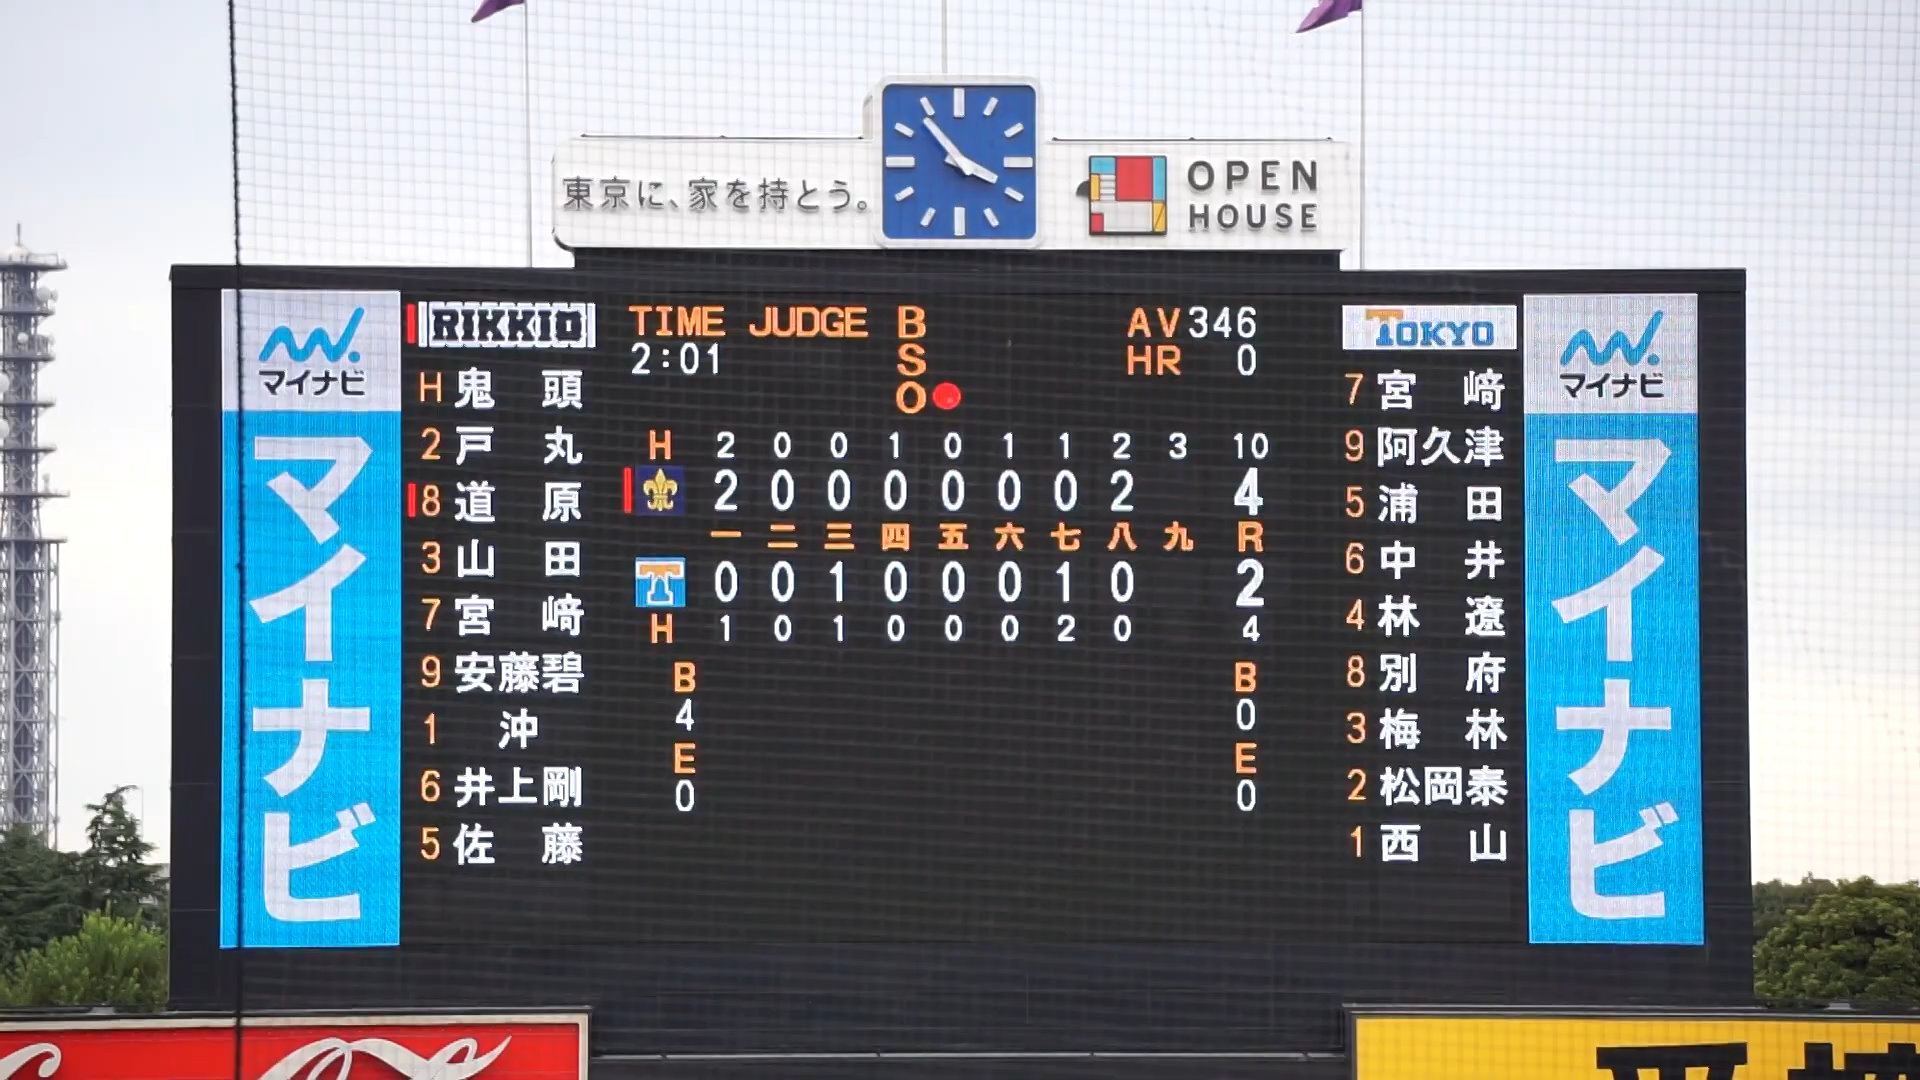 東京に、家を持とう。
OPEN
HOUSE
マイナビ
マイナビ
RIKKIO
H 鬼頭
2 戸丸
8 道原
3 山田
7 宮﨑
9 安藤碧
1 沖
6 井上剛
5 佐藤
TIME JUDGE B
2:01 S
O
AV 346
HR 0
H 2 0 0 1 0 1 1 2 3 10
2 0 0 0 0 0 0 2 4
一 二 三 四 五 六 七 八 九 R
T 0 0 1 0 0 0 1 0 2
H 1 0 1 0 0 0 2 0 4
B
4
E
0
B
0
E
0
TOKYO
7 宮﨑
9 阿久津
5 浦田
6 中井
4 林遼
8 別府
3 梅林
2 松岡泰
1 西山
マイナビ
マイナビ